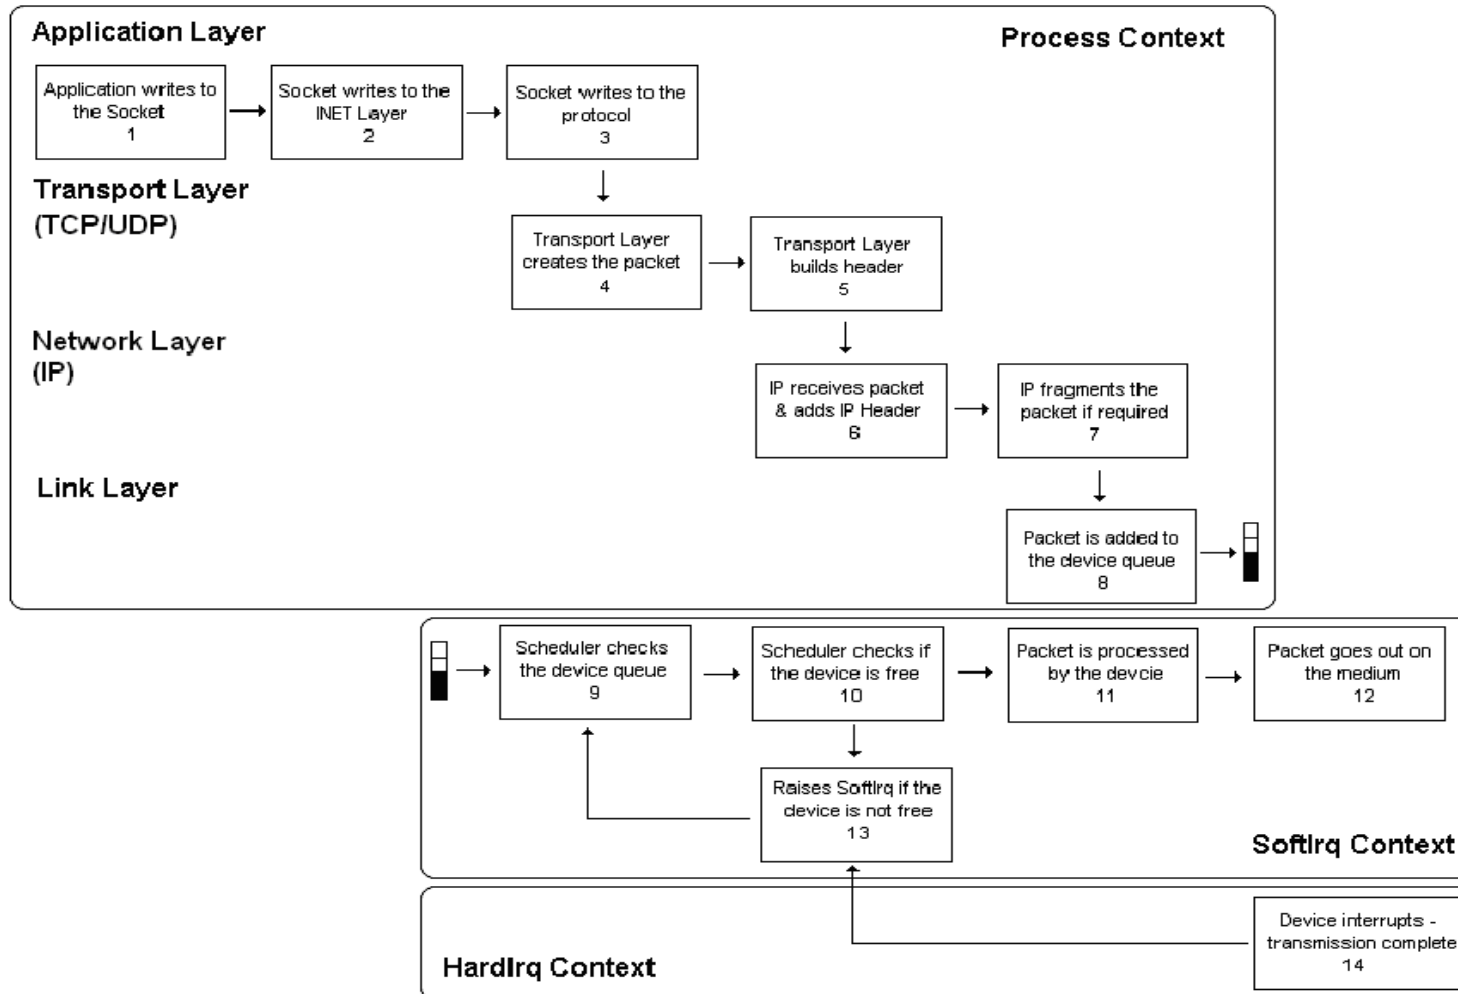 Application Layer
Process Context
Application writes to
the Socket
1
Socket writes to the
INET Layer
2
Socket writes to the
protocol
3
Transport Layer
(TCP/UDP)
Transport Layer
creates the packet
4
Transport Layer
builds header
5
Network Layer
(IP)
IP receives packet
& adds IP Header
6
IP fragments the
packet if required
7
Link Layer
Packet is added to
the device queue
8
Scheduler checks
the device queue
9
Scheduler checks if
the device is free
10
Packet is processed
by the devcie
11
Packet goes out on
the medium
12
Raises SoftIrq if the
device is not free
13
SoftIrq Context
Device interrupts -
transmission complete
14
HardIrq Context